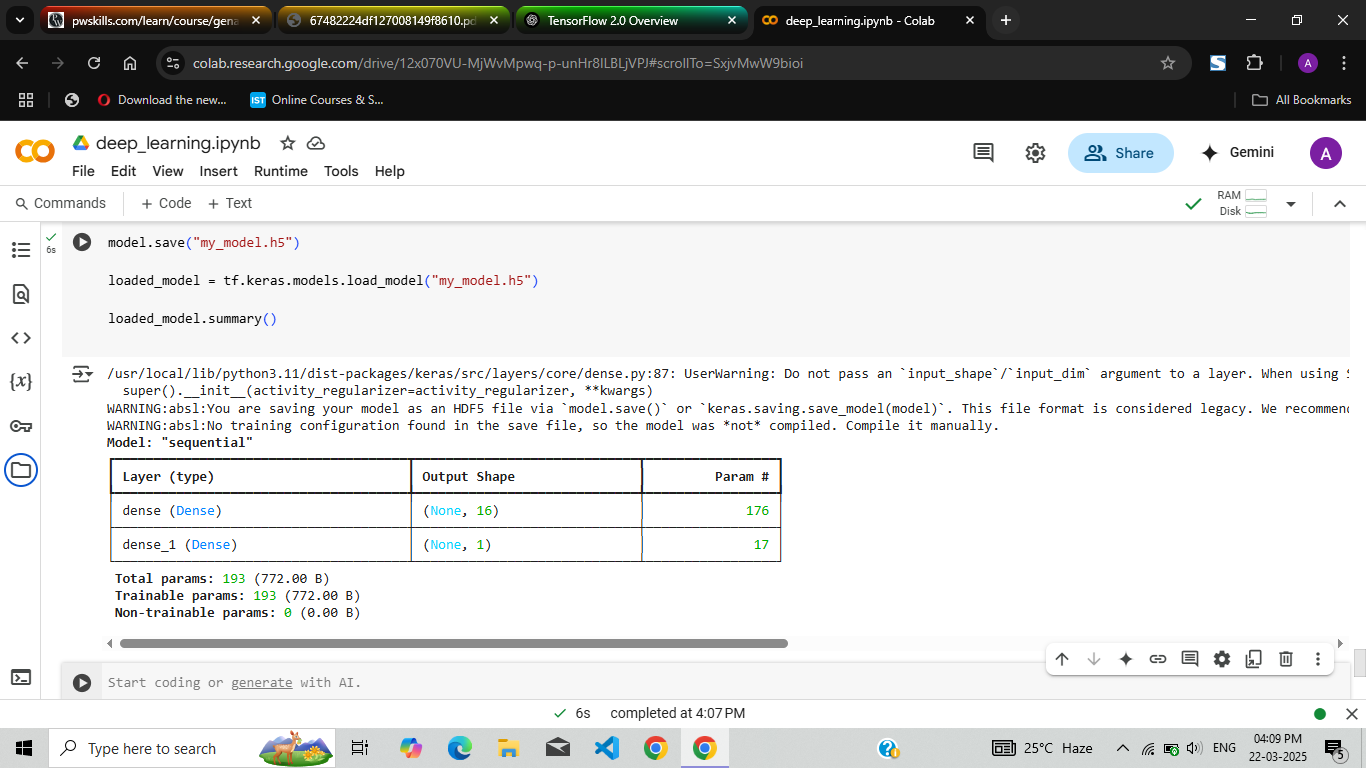 pwskills.com/learn/course/gena
67482224df127008149f8610.pd
TensorFlow 2.0 Overview
deep_learning.ipynb - Colab
colab.research.google.com/drive/12x070VU-MjWvMpwq-p-unHr8ILBLjVPJ#scrollTo=SxjvMwW9bioi
S
A
Download the new...
IST
Online Courses & S...
All Bookmarks
deep_learning.ipynb
Share
Gemini
A
File Edit View Insert Runtime Tools Help
Commands
+ Code + Text
RAM
Disk
6s
model.save("my_model.h5")
loaded_model = tf.keras.models.load_model("my_model.h5")
loaded_model.summary()
/usr/local/lib/python3.11/dist-packages/keras/src/layers/core/dense.py:87: UserWarning: Do not pass an `input_shape`/`input_dim` argument to a layer. When using S
super().__init__(activity_regularizer=activity_regularizer, **kwargs)
WARNING:absl:You are saving your model as an HDF5 file via `model.save()` or `keras.saving.save_model(model)`. This file format is considered legacy. We recommend
WARNING:absl:No training configuration found in the save file, so the model was *not* compiled. Compile it manually.
Model: "sequential"
Layer (type) Output Shape Param #
dense (Dense) (None, 16) 176
dense_1 (Dense) (None, 1) 17
Total params: 193 (772.00 B)
Trainable params: 193 (772.00 B)
Non-trainable params: 0 (0.00 B)
Start coding or generate with AI.
6s completed at 4:07 PM
Type here to search
25°C Haze
ENG
04:09 PM
22-03-2025
5